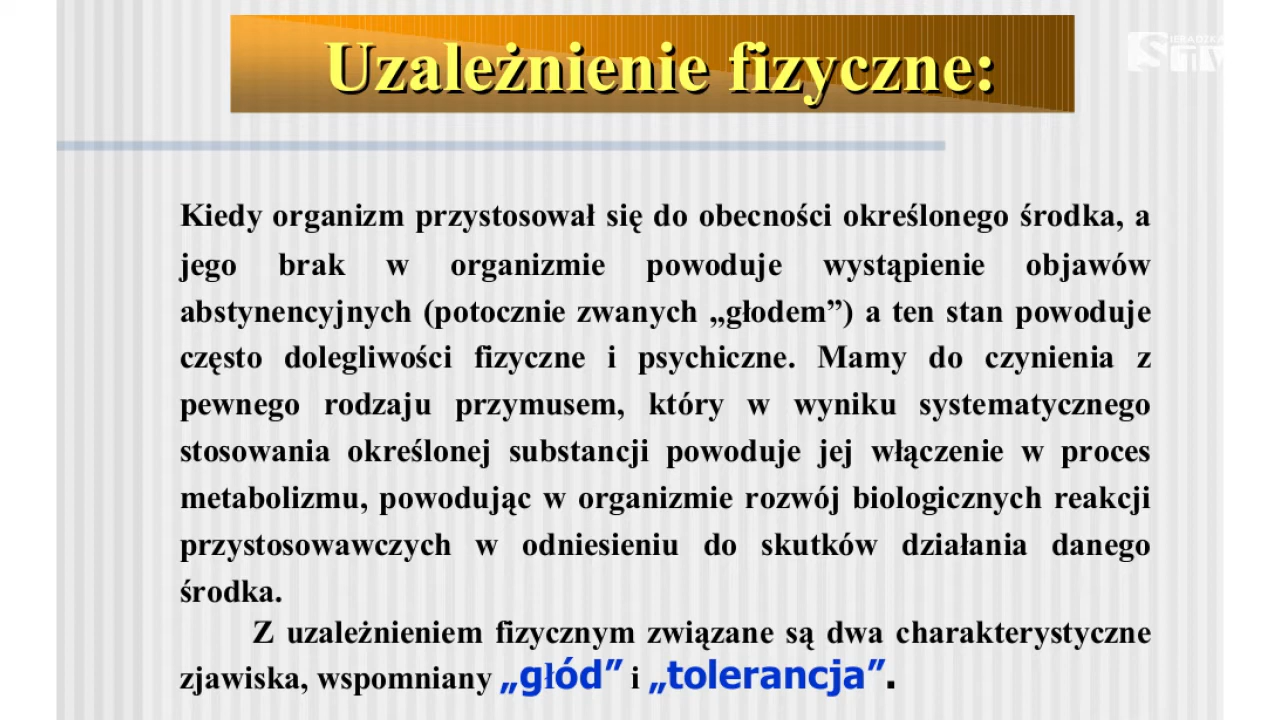 Uzależnienie fizyczne:
SIERADZKA
TV
Kiedy organizm przystosował się do obecności określonego środka, a
jego brak w organizmie powoduje wystąpienie objawów
abstynencyjnych (potocznie zwanych „głodem”) a ten stan powoduje
często dolegliwości fizyczne i psychiczne. Mamy do czynienia z
pewnego rodzaju przymusem, który w wyniku systematycznego
stosowania określonej substancji powoduje jej włączenie w proces
metabolizmu, powodując w organizmie rozwój biologicznych reakcji
przystosowawczych w odniesieniu do skutków działania danego
środka.
Z uzależnieniem fizycznym związane są dwa charakterystyczne
zjawiska, wspomniany „głód” i „tolerancja”.